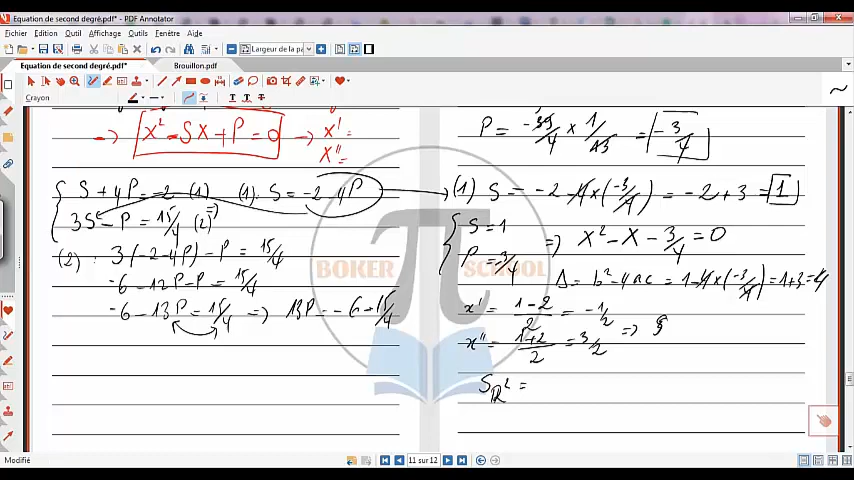 Equation de second degré.pdf* - PDF Annotator
Fichier Edition Outil Affichage Outils Fenêtre Aide
Largeur de la pa
Equation de second degré.pdf* Brouillon.pdf
Crayon
→ X² - SX + P = 0 → X' =
X'' =
S + 4P = -2 (1) (1): S = -2 4P
3S - P = 15/4 (2)
(2) : 3(-2-4P) - P = 15/4
-6 - 12P - P = 15/4
-6 - 13P = 15/4 => 13P = -6 - 15/4
P = -39/4 × 1/13 = -3/4
(1) S = -2 - 4×(-3/4) = -2 + 3 = 1
S = 1
P = -3/4 => X² - X - 3/4 = 0
Δ = b² - 4ac = 1 - 4×(-3/4) = 1+3 = 4
x' = 1-2/2 = -1/2
x'' = 1+2/2 = 3/2 =>
S_R² =
BOKER SCHOOL
Modifié 11 sur 12